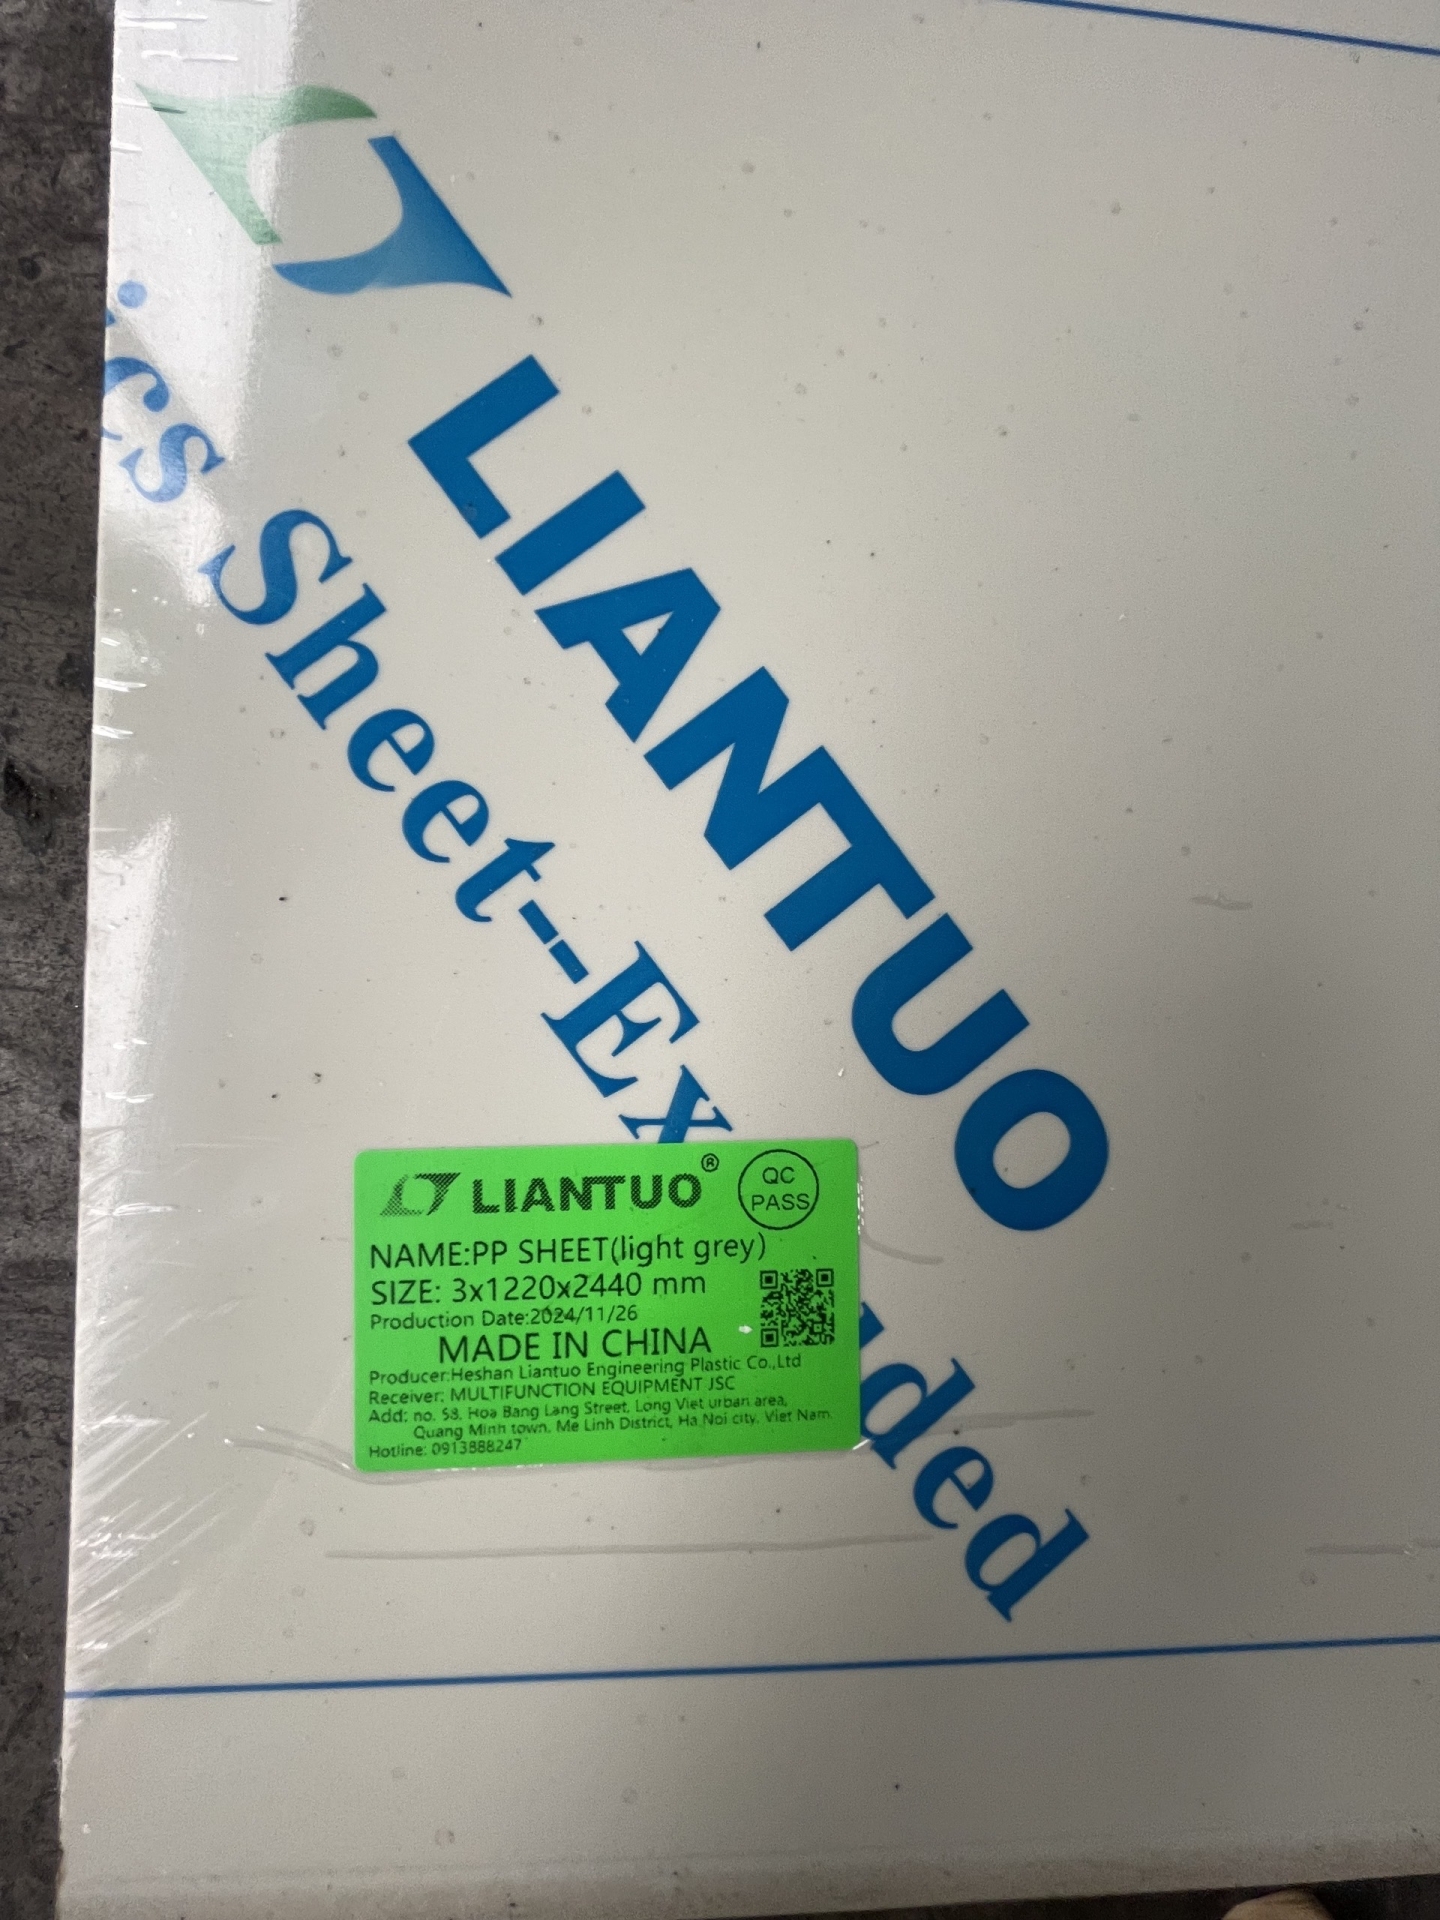 LIANTUO
ics Sheet--Ex
ded
LIANTUO®
QC
PASS
NAME:PP SHEET(light grey)
SIZE: 3x1220x2440 mm
Production Date:2024/11/26
MADE IN CHINA
Producer:Heshan Liantuo Engineering Plastic Co.,Ltd
Receiver: MULTIFUNCTION EQUIPMENT JSC
Add: no. 58, Hoa Bang Lang Street, Long Viet urban area,
Quang Minh town, Me Linh District, Ha Noi city, Viet Nam.
Hotline: 0913888247